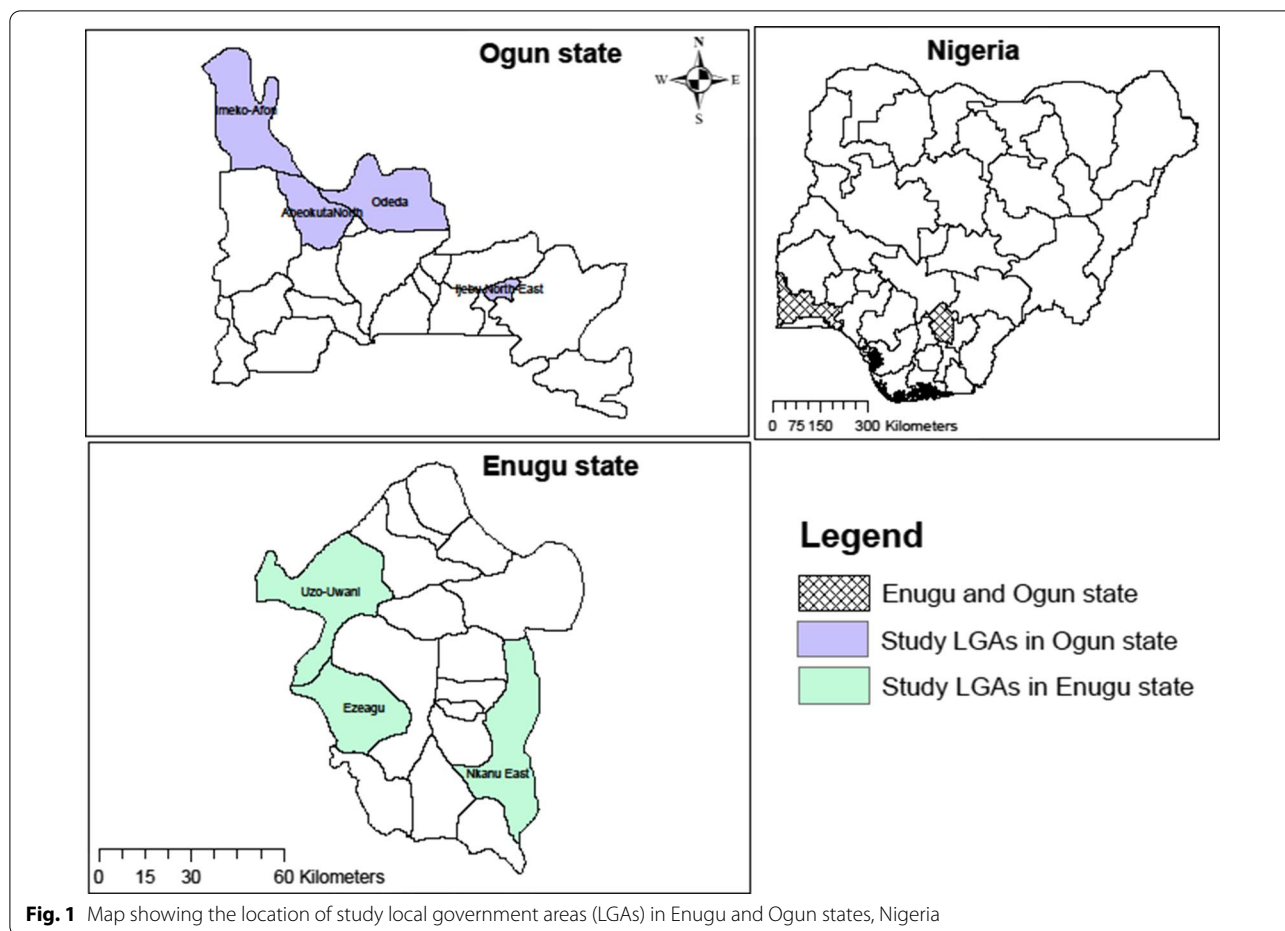 Ogun state
N
W
E
S
Imeko-Afon
AbeokutaNorth
Odeda
Ijebu North-East
Nigeria
0 75 150 300 Kilometers
Enugu state
Uzo-Uwani
Ezeagu
Nkanu East
0 15 30 60 Kilometers
Legend
Enugu and Ogun state
Study LGAs in Ogun state
Study LGAs in Enugu state
Fig. 1 Map showing the location of study local government areas (LGAs) in Enugu and Ogun states, Nigeria